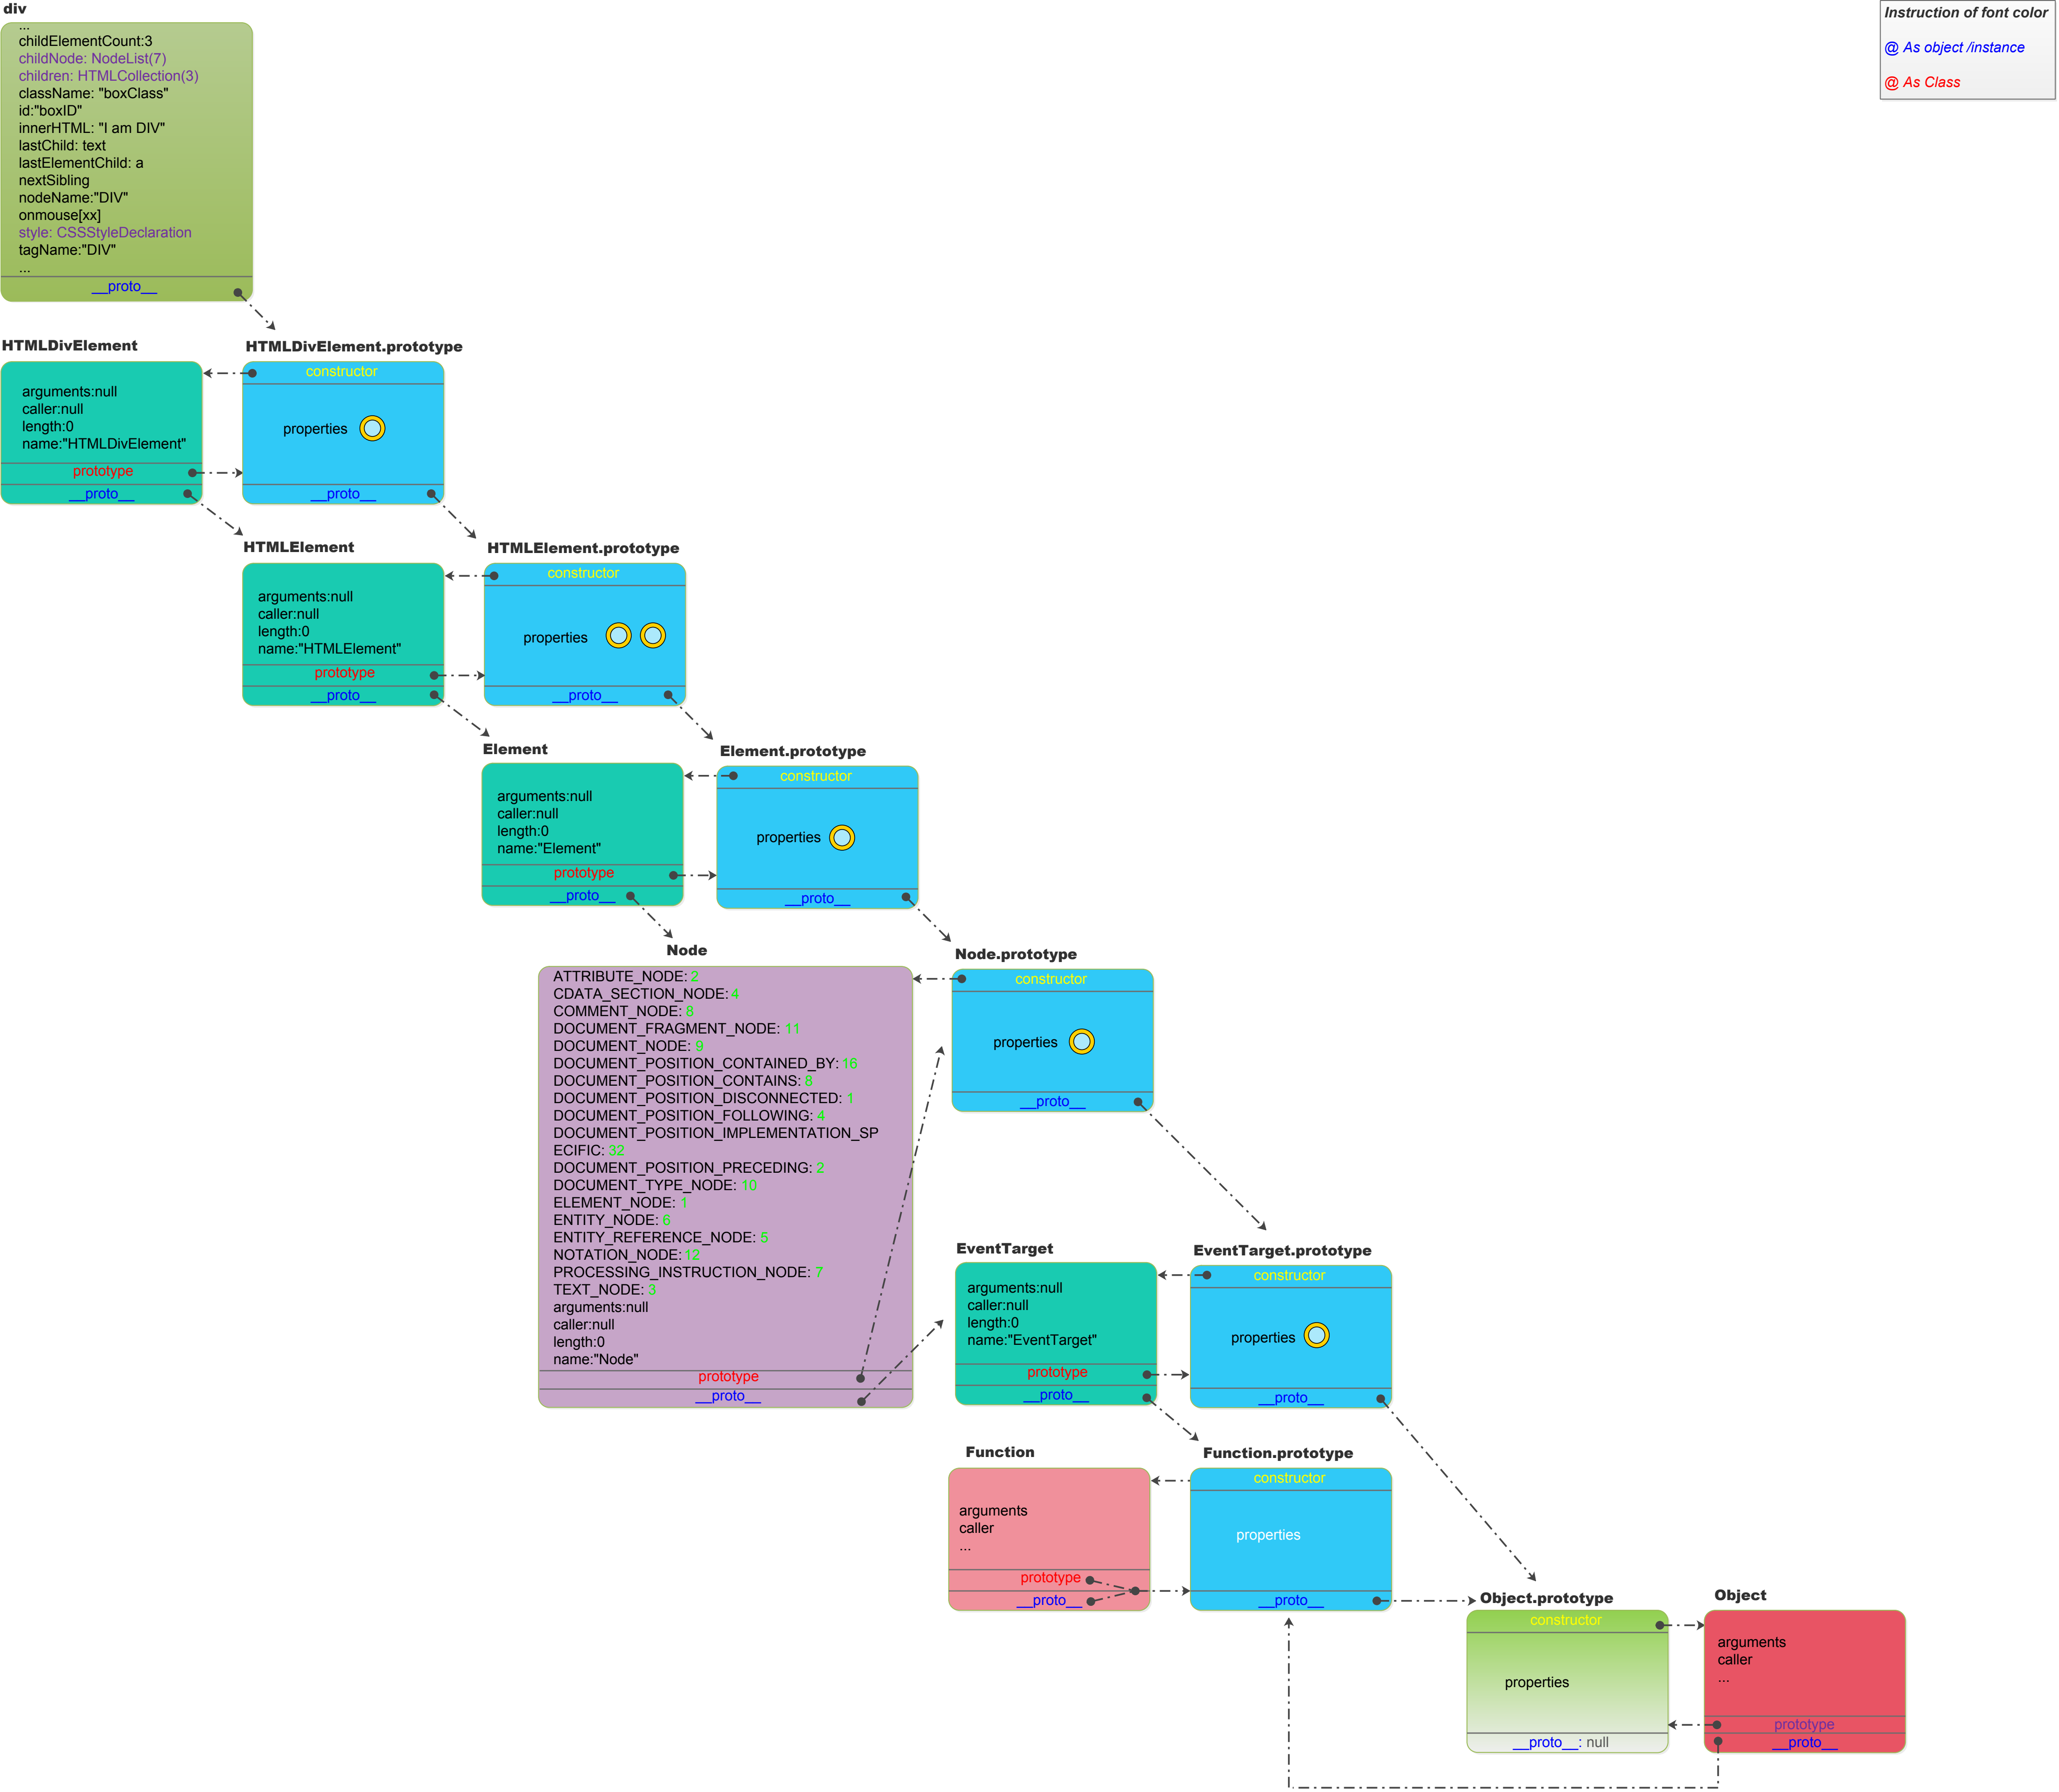 div
...
childElementCount:3
childNode: NodeList(7)
children: HTMLCollection(3)
className: "boxClass"
id:"boxID"
innerHTML: "I am DIV"
lastChild: text
lastElementChild: a
nextSibling
nodeName:"DIV"
onmouse[xx]
style: CSSStyleDeclaration
tagName:"DIV"
...
__proto__
Instruction of font color
@ As object /instance
@ As Class
HTMLDivElement
arguments:null
caller:null
length:0
name:"HTMLDivElement"
prototype
__proto__
HTMLDivElement.prototype
constructor
properties
__proto__
HTMLElement
arguments:null
caller:null
length:0
name:"HTMLElement"
prototype
__proto__
HTMLElement.prototype
constructor
properties
__proto__
Element
arguments:null
caller:null
length:0
name:"Element"
prototype
__proto__
Element.prototype
constructor
properties
__proto__
Node
ATTRIBUTE_NODE: 2
CDATA_SECTION_NODE: 4
COMMENT_NODE: 8
DOCUMENT_FRAGMENT_NODE: 11
DOCUMENT_NODE: 9
DOCUMENT_POSITION_CONTAINED_BY: 16
DOCUMENT_POSITION_CONTAINS: 8
DOCUMENT_POSITION_DISCONNECTED: 1
DOCUMENT_POSITION_FOLLOWING: 4
DOCUMENT_POSITION_IMPLEMENTATION_SP
ECIFIC: 32
DOCUMENT_POSITION_PRECEDING: 2
DOCUMENT_TYPE_NODE: 10
ELEMENT_NODE: 1
ENTITY_NODE: 6
ENTITY_REFERENCE_NODE: 5
NOTATION_NODE: 12
PROCESSING_INSTRUCTION_NODE: 7
TEXT_NODE: 3
arguments:null
caller:null
length:0
name:"Node"
prototype
__proto__
Node.prototype
constructor
properties
__proto__
EventTarget
arguments:null
caller:null
length:0
name:"EventTarget"
prototype
__proto__
EventTarget.prototype
constructor
properties
__proto__
Function
arguments
caller
...
prototype
__proto__
Function.prototype
constructor
properties
__proto__
Object.prototype
constructor
properties
__proto__: null
Object
arguments
caller
...
prototype
__proto__